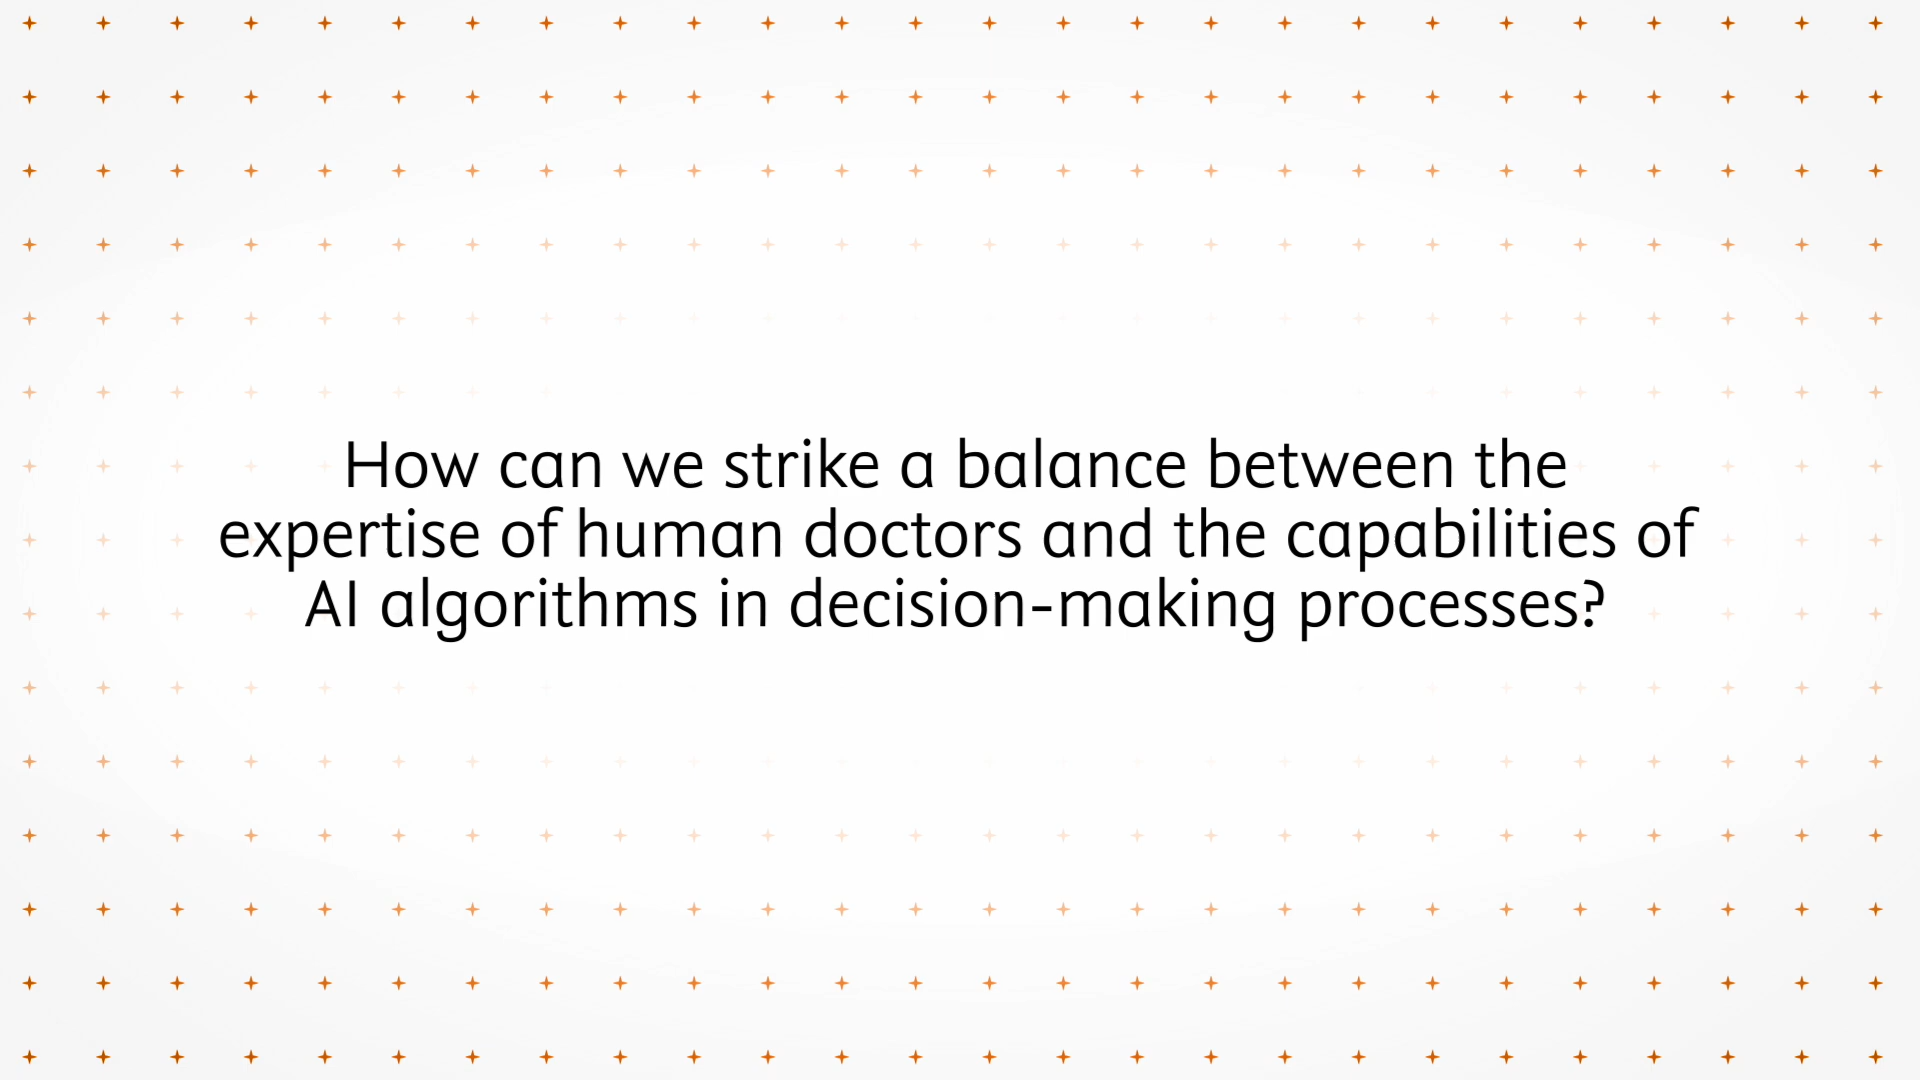 How can we strike a balance between the
expertise of human doctors and the capabilities of
AI algorithms in decision-making processes?